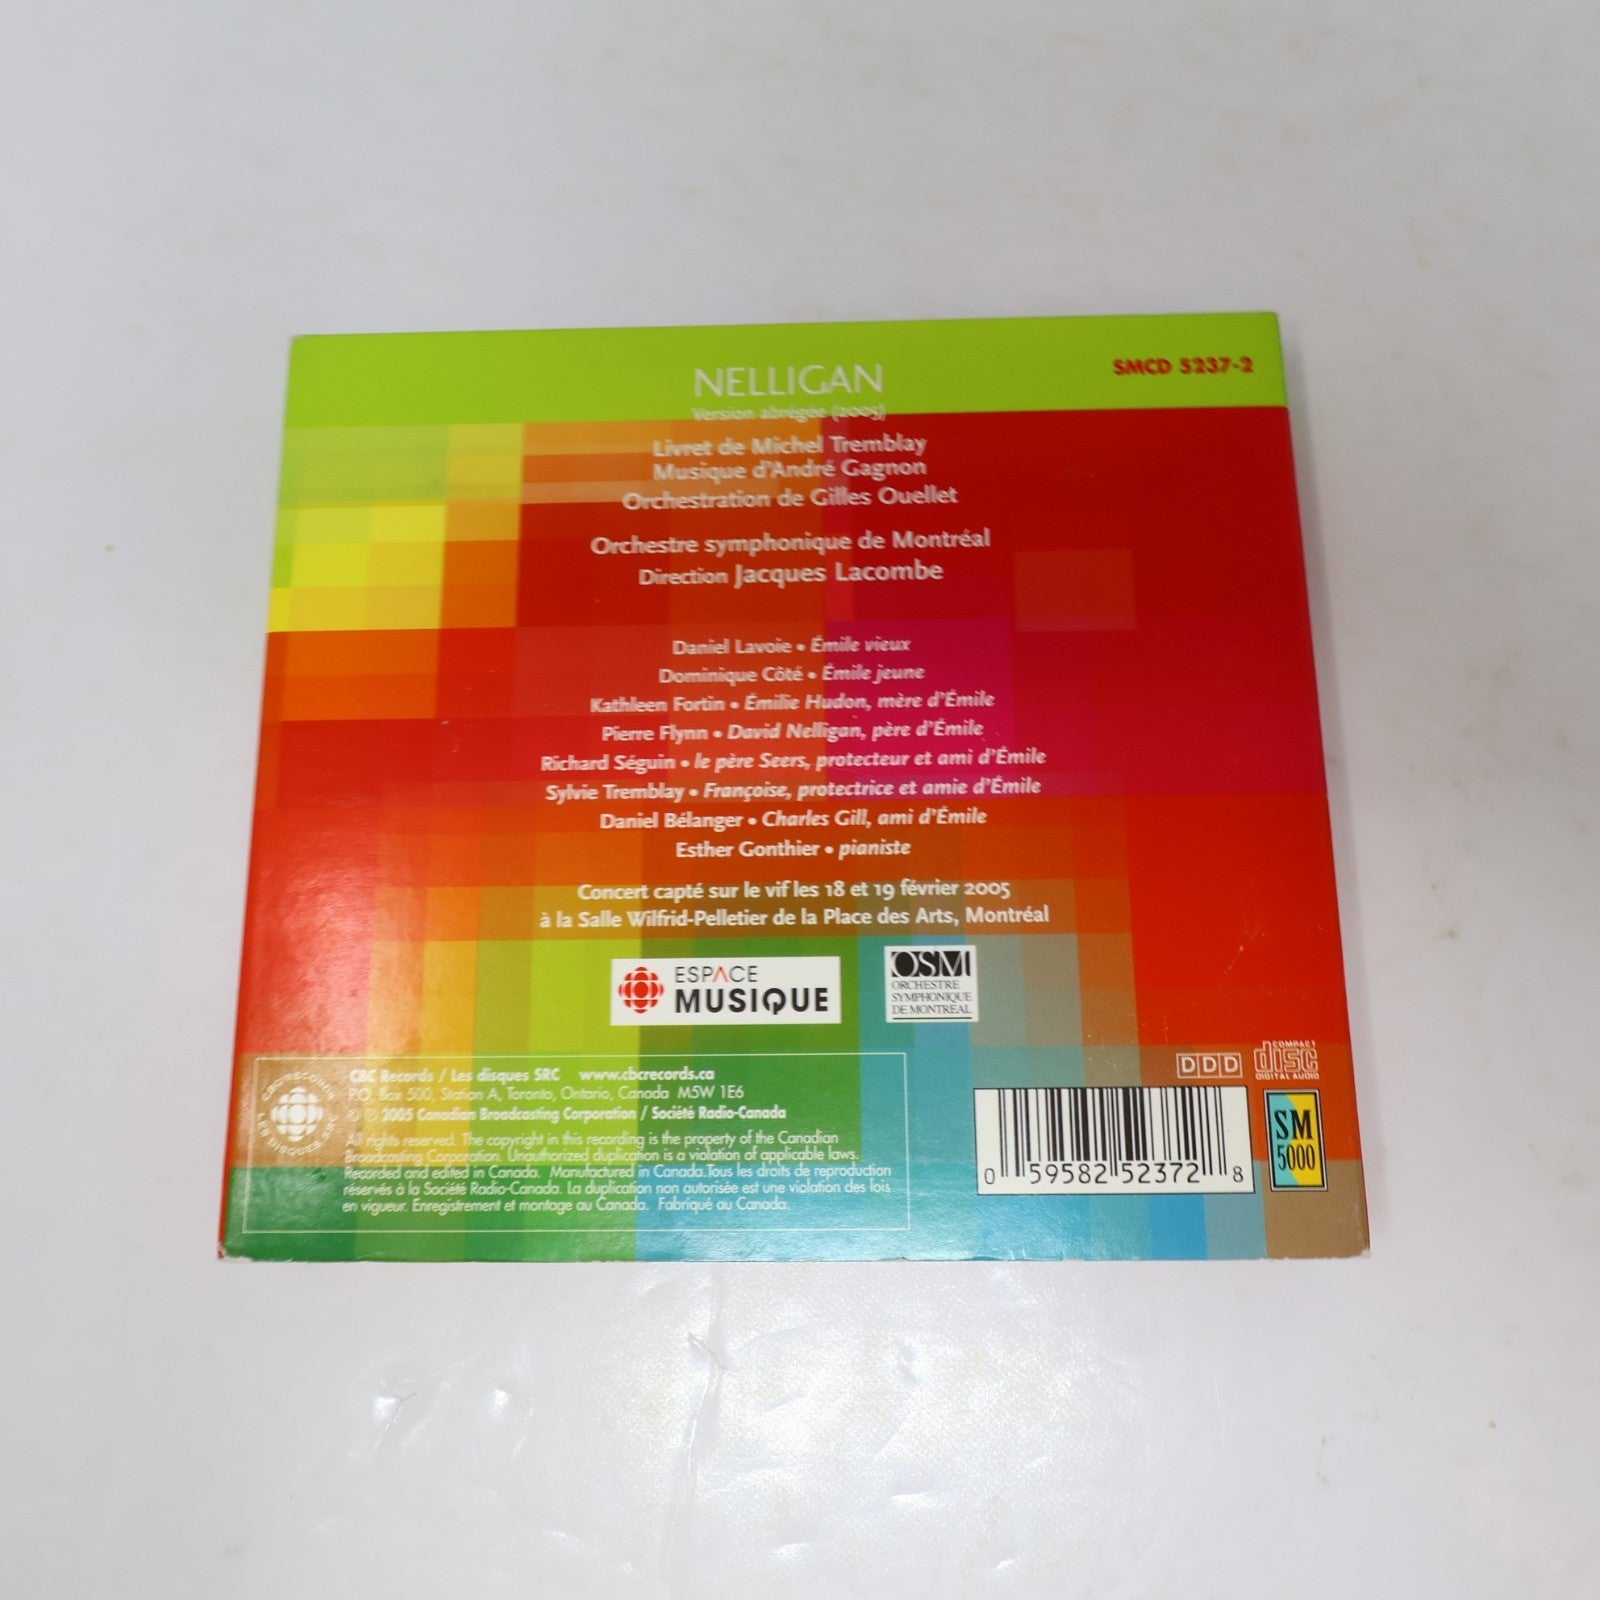 NELLIGAN
SMCD 5237-2
Version abrégée (2005)
Livret de Michel Tremblay
Musique d'André Gagnon
Orchestration de Gilles Ouellet
Orchestre symphonique de Montréal
Direction Jacques Lacombe
Daniel Lavoie • Émile vieux
Dominique Côté • Émile jeune
Kathleen Fortin • Émilie Hudon, mère d'Émile
Pierre Flynn • David Nelligan, père d'Émile
Richard Séguin • le père Seers, protecteur et ami d'Émile
Sylvie Tremblay • Françoise, protectrice et amie d'Émile
Daniel Bélanger • Charles Gill, ami d'Émile
Esther Gonthier • pianiste
Concert capté sur le vif les 18 et 19 février 2005
à la Salle Wilfrid-Pelletier de la Place des Arts, Montréal
ESPACE
MUSIQUE
OSM
ORCHESTRE
SYMPHONIQUE
DE MONTRÉAL
CBC RECORDS
LES DISQUES SRC
CBC Records / Les disques SRC www.cbcrecords.ca
P.O. Box 500, Station A, Toronto, Ontario, Canada M5W 1E6
© ℗ 2005 Canadian Broadcasting Corporation / Société Radio-Canada
All rights reserved. The copyright in this recording is the property of the Canadian
Broadcasting Corporation. Unauthorized duplication is a violation of applicable laws.
Recorded and edited in Canada. Manufactured in Canada. Tous les droits de reproduction
réservés à la Société Radio-Canada. La duplication non autorisée est une violation des lois
en vigueur. Enregistrement et montage au Canada. Fabriqué au Canada.
DDD
COMPACT
disc
DIGITAL AUDIO
0 59582 52372 8
SM
5000